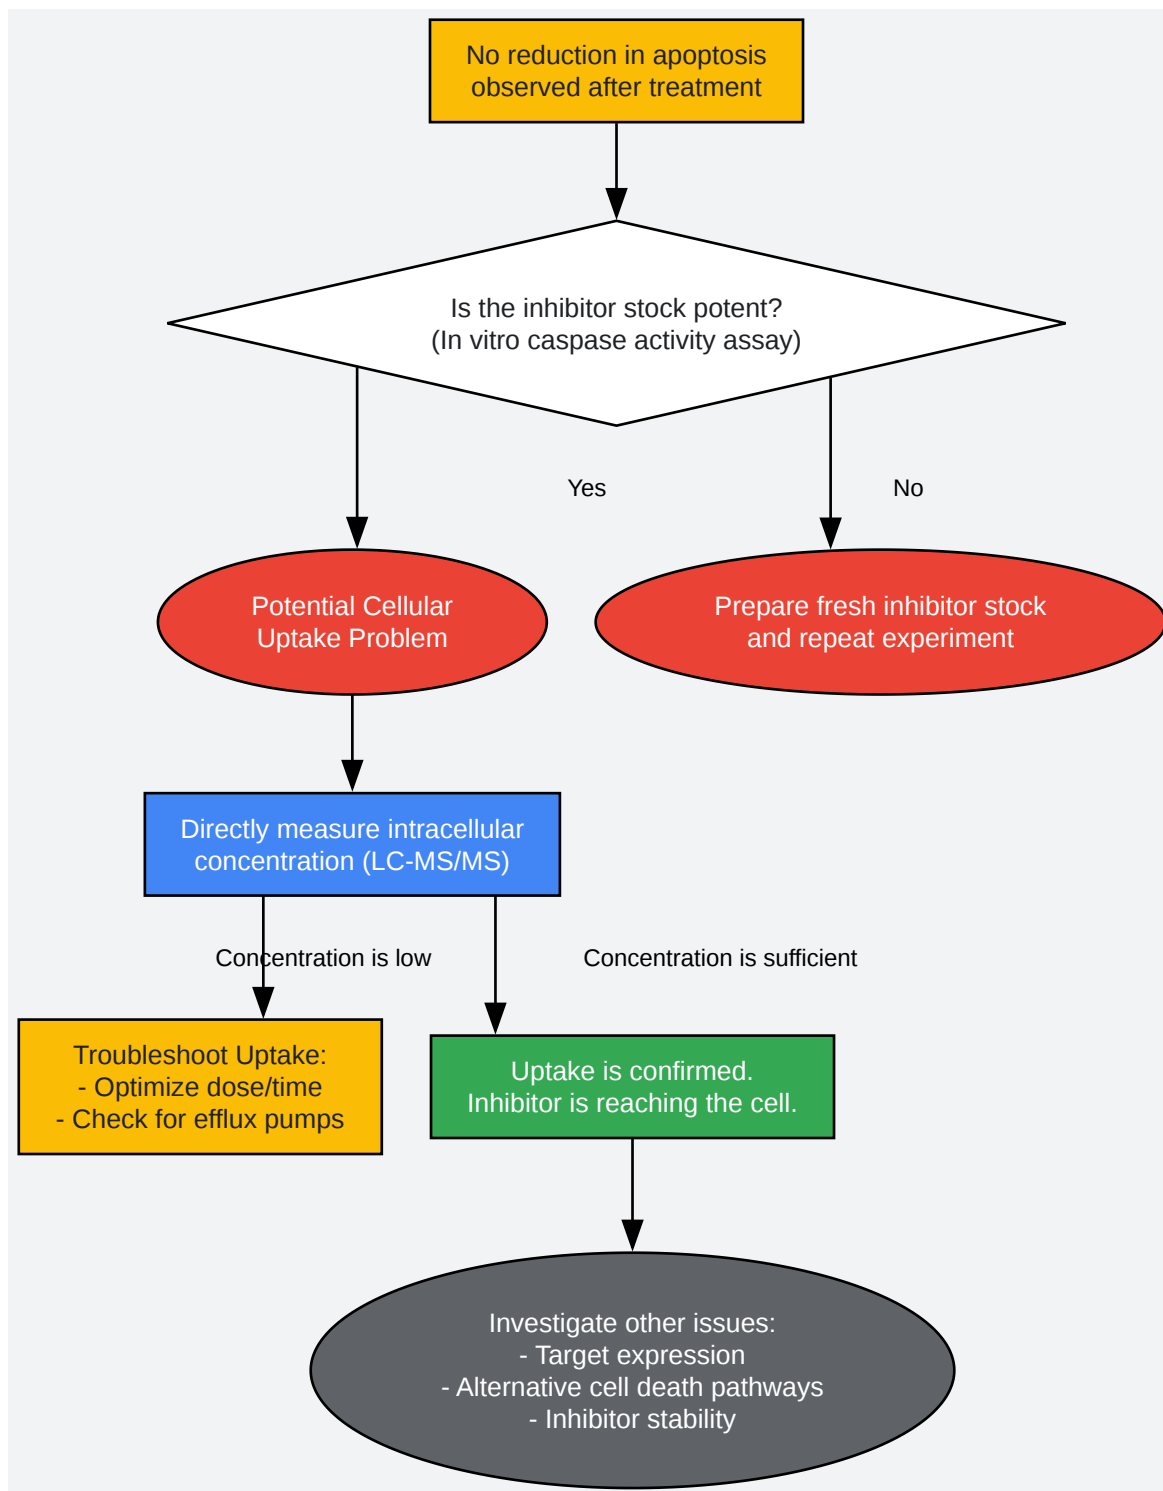 No reduction in apoptosis
observed after treatment
Is the inhibitor stock potent?
(In vitro caspase activity assay)
Yes
No
Potential Cellular
Uptake Problem
Prepare fresh inhibitor stock
and repeat experiment
Directly measure intracellular
concentration (LC-MS/MS)
Concentration is low
Concentration is sufficient
Troubleshoot Uptake:
- Optimize dose/time
- Check for efflux pumps
Uptake is confirmed.
Inhibitor is reaching the cell.
Investigate other issues:
- Target expression
- Alternative cell death pathways
- Inhibitor stability